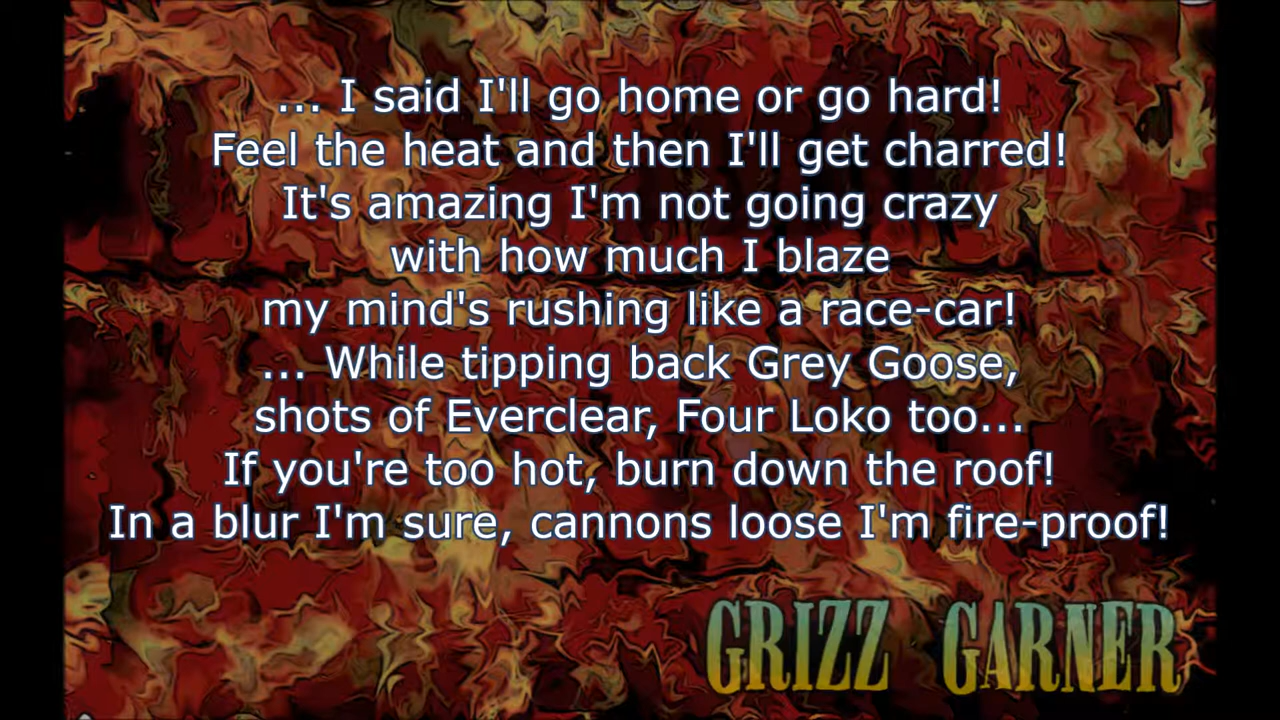 ... I said I'll go home or go hard!
Feel the heat and then I'll get charred!
It's amazing I'm not going crazy
with how much I blaze
my mind's rushing like a race-car!
... While tipping back Grey Goose,
shots of Everclear, Four Loko too...
If you're too hot, burn down the roof!
In a blur I'm sure, cannons loose I'm fire-proof!
GRIZZ GARNER